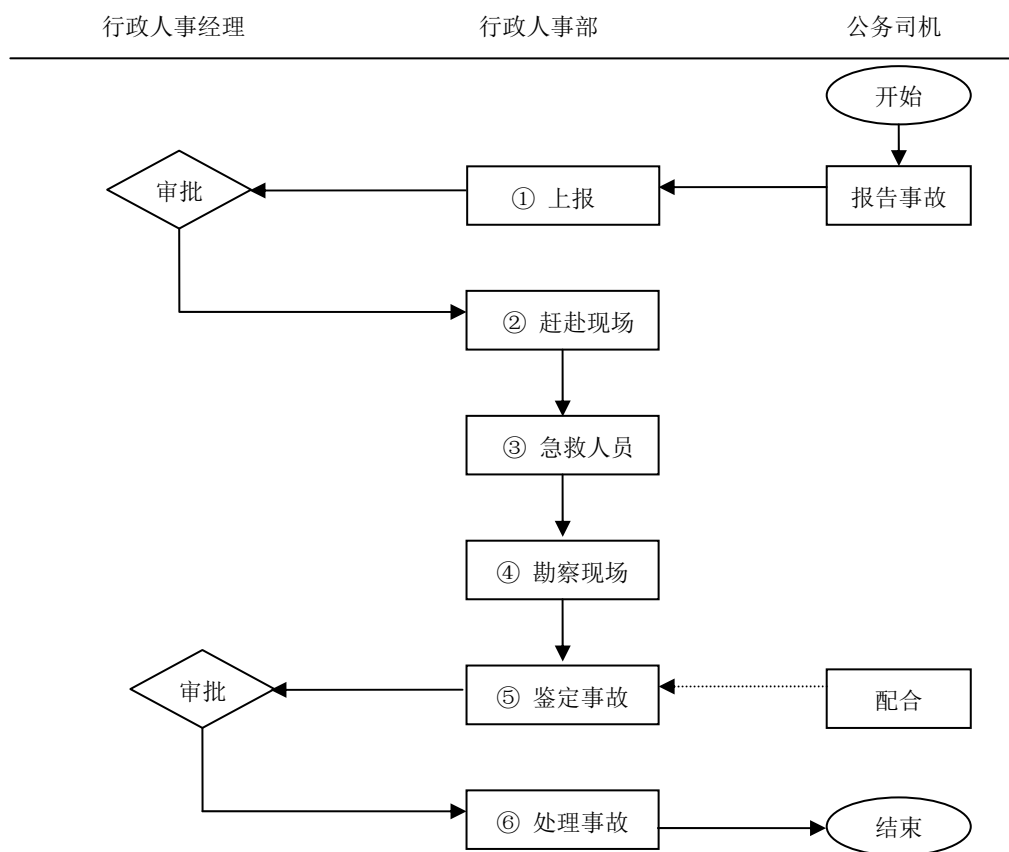 行政人事经理 行政人事部 公务司机
开始
审批 ① 上报 报告事故
② 赶赴现场
③ 急救人员
④ 勘察现场
审批 ⑤ 鉴定事故 配合
⑥ 处理事故 结束